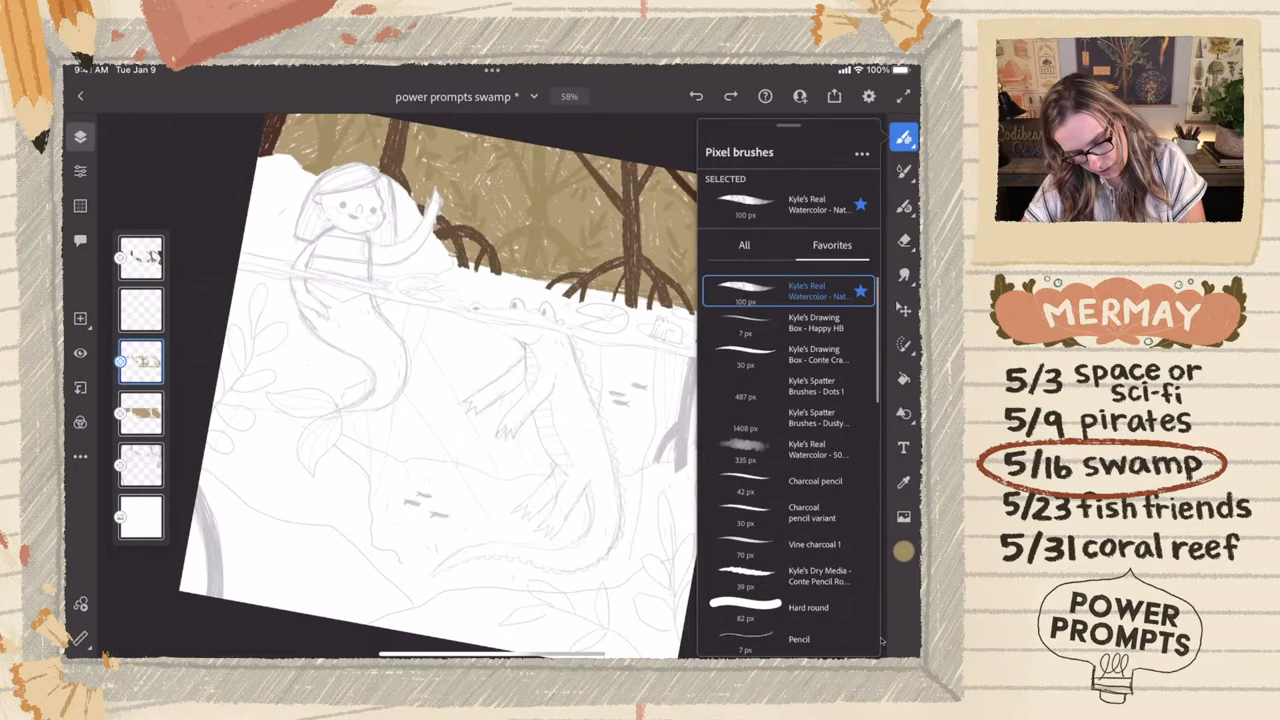 9:41 AM Tue Jan 9
100%
power prompts swamp *
58%
Pixel brushes
SELECTED
Kyle's Real
Watercolor - Nat...
100 px
All
Favorites
Kyle's Real
Watercolor - Nat...
100 px
Kyle's Drawing
Box - Happy HB
7 px
Kyle's Drawing
Box - Conte Cra...
30 px
Kyle's Spatter
Brushes - Dots 1
487 px
Kyle's Spatter
Brushes - Dusty...
1408 px
Kyle's Real
Watercolor - 50...
335 px
Charcoal pencil
42 px
Charcoal
pencil variant
30 px
Vine charcoal 1
70 px
Kyle's Dry Media -
Conte Pencil Ro...
39 px
Hard round
82 px
Pencil
7 px
MERMAY
5/3 space or
sci-fi
5/9 pirates
5/16 swamp
5/23 fish friends
5/31 coral reef
POWER
PROMPTS